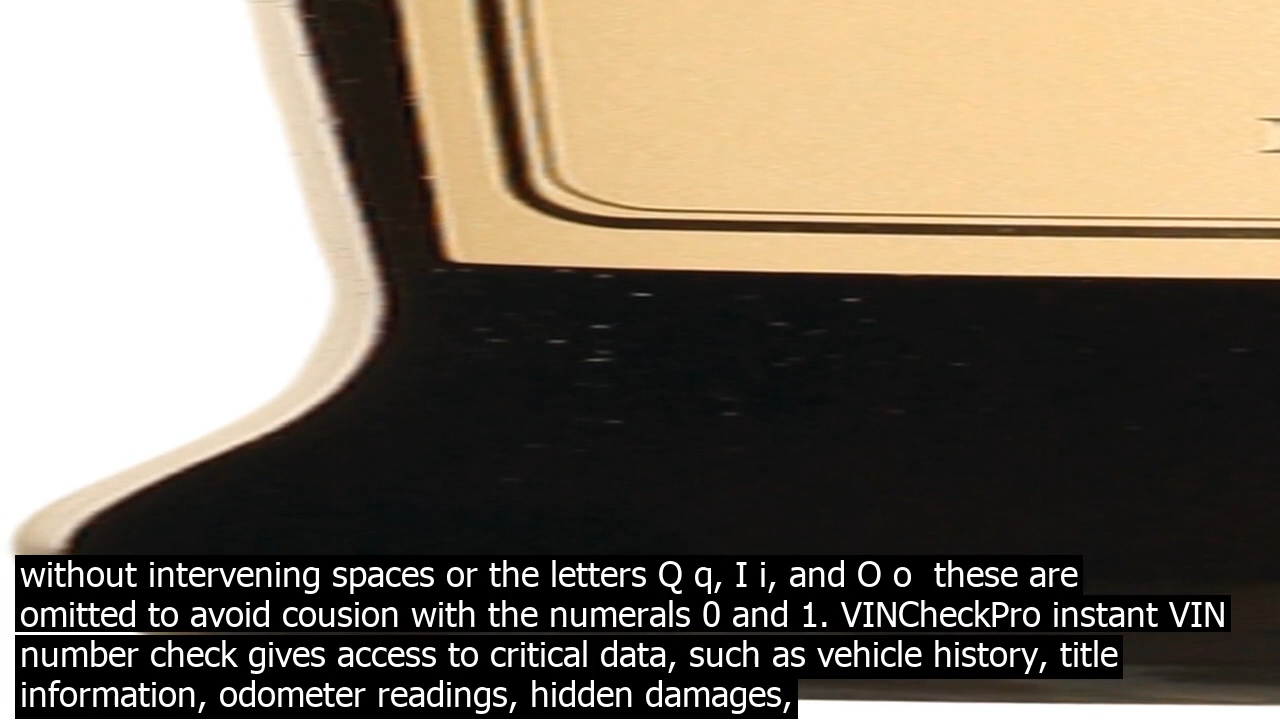 without intervening spaces or the letters Q q, I i, and O o  these are
omitted to avoid cousion with the numerals 0 and 1. VINCheckPro instant VIN
number check gives access to critical data, such as vehicle history, title
information, odometer readings, hidden damages,